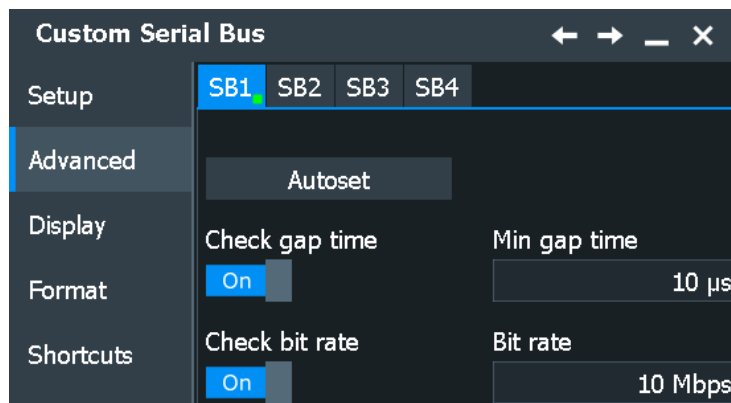 Custom Serial Bus
Setup
Advanced
Display
Format
Shortcuts
SB1 SB2 SB3 SB4
Autoset
Check gap time
On
Min gap time
10 µs
Check bit rate
On
Bit rate
10 Mbps